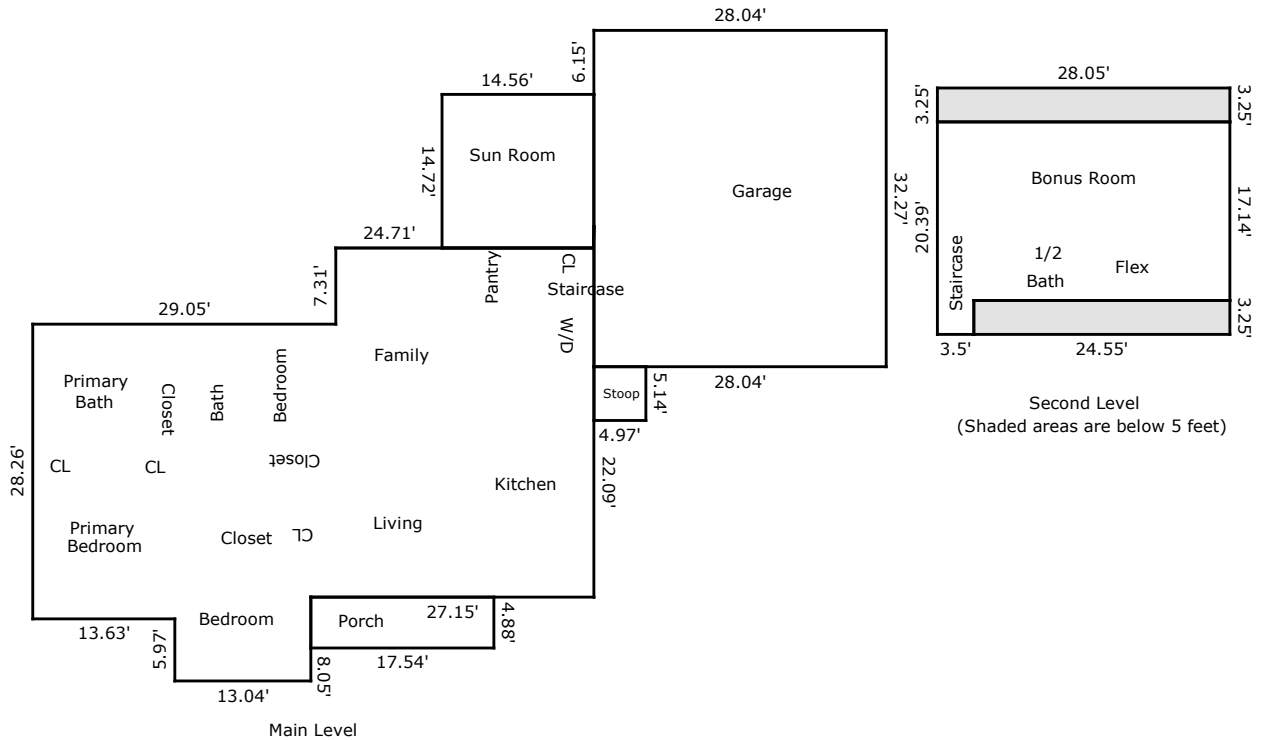 28.04'
6.15'
14.56'
Sun Room
14.72'
Garage
32.27'
24.71'
7.31'
Pantry
CL
Staircase
W/D
29.05'
Family
28.04'
Primary
Bath
Closet
Bath
Bedroom
Stoop
5.14'
4.97'
28.26'
CL
CL
Closet
Kitchen
22.09'
Primary
Bedroom
Closet
CL
Living
13.63'
5.97'
Bedroom
Porch
27.15'
4.88'
17.54'
8.05'
13.04'
Main Level
28.05'
3.25'
3.25'
Bonus Room
17.14'
20.39'
Staircase
1/2
Bath
Flex
3.25'
3.5'
24.55'
Second Level
(Shaded areas are below 5 feet)